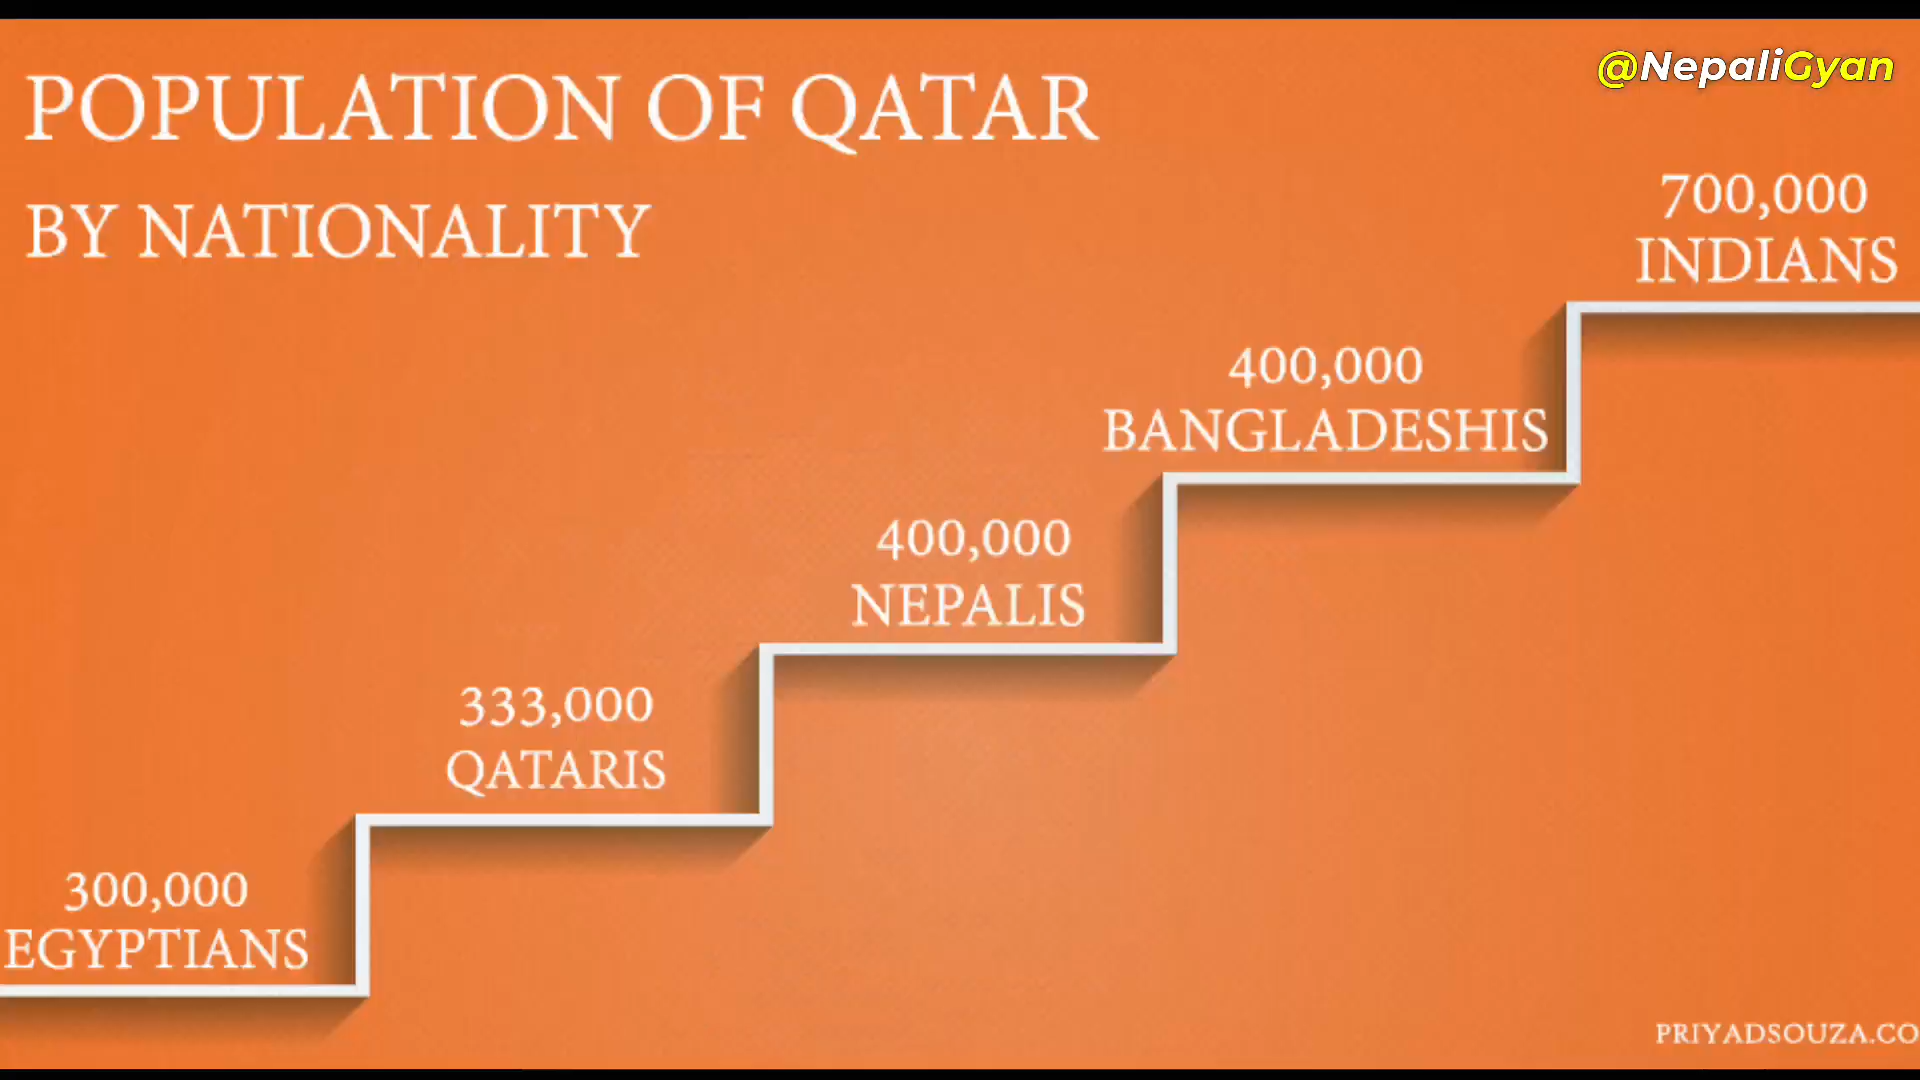 @NepaliGyan
POPULATION OF QATAR
BY NATIONALITY
700,000
INDIANS
400,000
BANGLADESHIS
400,000
NEPALIS
333,000
QATARIS
300,000
EGYPTIANS
PRIYADSOUZA.CO